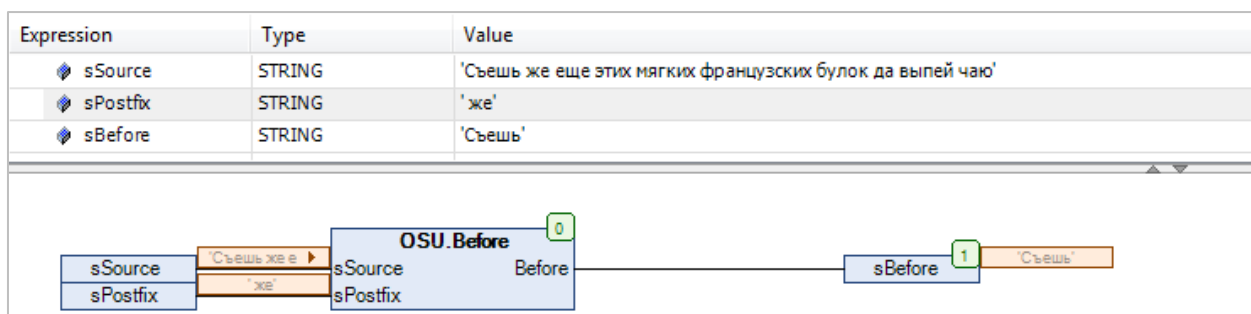 Expression Type Value
sSource STRING 'Съешь же еще этих мягких французских булок да выпей чаю'
sPostfix STRING ' же'
sBefore STRING 'Съешь'
0
OSU.Before
'Съешь же е
sSource sSource Before sBefore 1 'Съешь'
' же'
sPostfix sPostfix